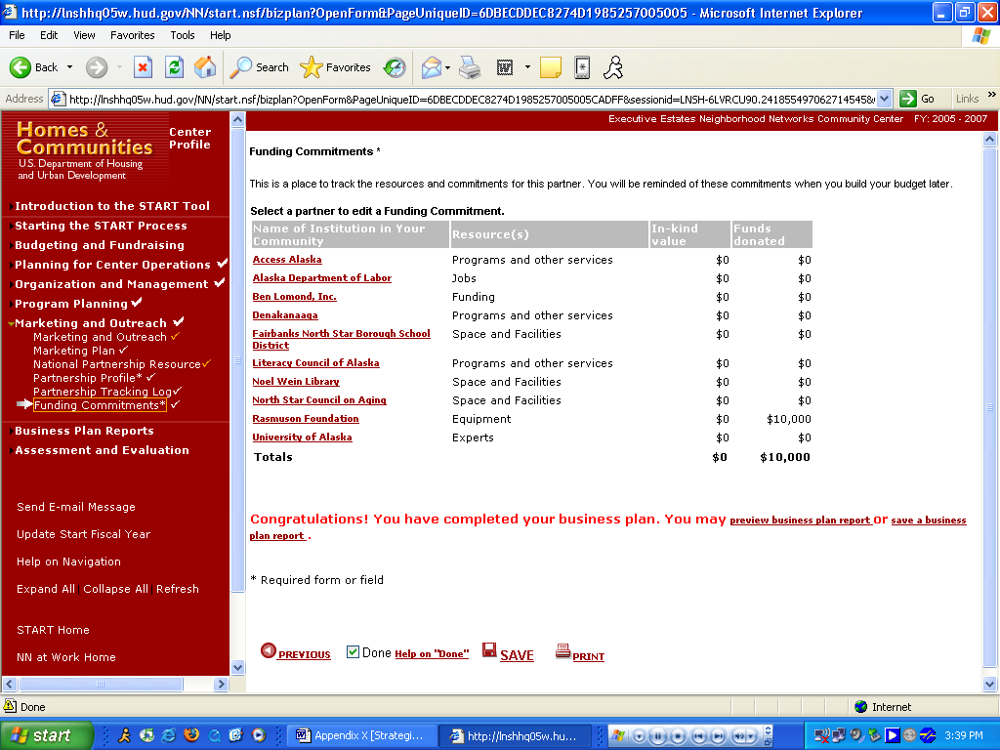 http://lnshhq05w.hud.gov/NN/start.nsf/bizplan?OpenForm&PageUniqueID=6DBECDDEC8274D1985257005005 - Microsoft Internet Explorer
File Edit View Favorites Tools Help
Back Search Favorites
Address http://lnshhq05w.hud.gov/NN/start.nsf/bizplan?OpenForm&PageUniqueID=6DBECDDEC8274D1985257005005CADFF&sessionid=LNSH-6LVRCU90.241855497062714545& Go Links »
Executive Estates Neighborhood Networks Community Center FY: 2005 - 2007
Homes &
Communities
U.S. Department of Housing
and Urban Development
Center
Profile
Introduction to the START Tool
Starting the START Process
Budgeting and Fundraising
Planning for Center Operations
Organization and Management
Program Planning
Marketing and Outreach
Marketing and Outreach
Marketing Plan
National Partnership Resource
Partnership Profile*
Partnership Tracking Log
Funding Commitments*
Business Plan Reports
Assessment and Evaluation
Send E-mail Message
Update Start Fiscal Year
Help on Navigation
Expand All | Collapse All | Refresh
START Home
NN at Work Home
Funding Commitments *
This is a place to track the resources and commitments for this partner. You will be reminded of these commitments when you build your budget later.
Select a partner to edit a Funding Commitment.
Name of Institution in Your Community Resource(s) In-kind value Funds donated
Access Alaska Programs and other services $0 $0
Alaska Department of Labor Jobs $0 $0
Ben Lomond, Inc. Funding $0 $0
Denakanaaga Programs and other services $0 $0
Fairbanks North Star Borough School District Space and Facilities $0 $0
Literacy Council of Alaska Programs and other services $0 $0
Noel Wein Library Space and Facilities $0 $0
North Star Council on Aging Space and Facilities $0 $0
Rasmuson Foundation Equipment $0 $10,000
University of Alaska Experts $0 $0
Totals $0 $10,000
Congratulations! You have completed your business plan. You may preview business plan report or save a business
plan report .
* Required form or field
PREVIOUS Done Help on "Done" SAVE PRINT
Done Internet
start Appendix X [Strategi... http://lnshhq05w.hu... 3:39 PM